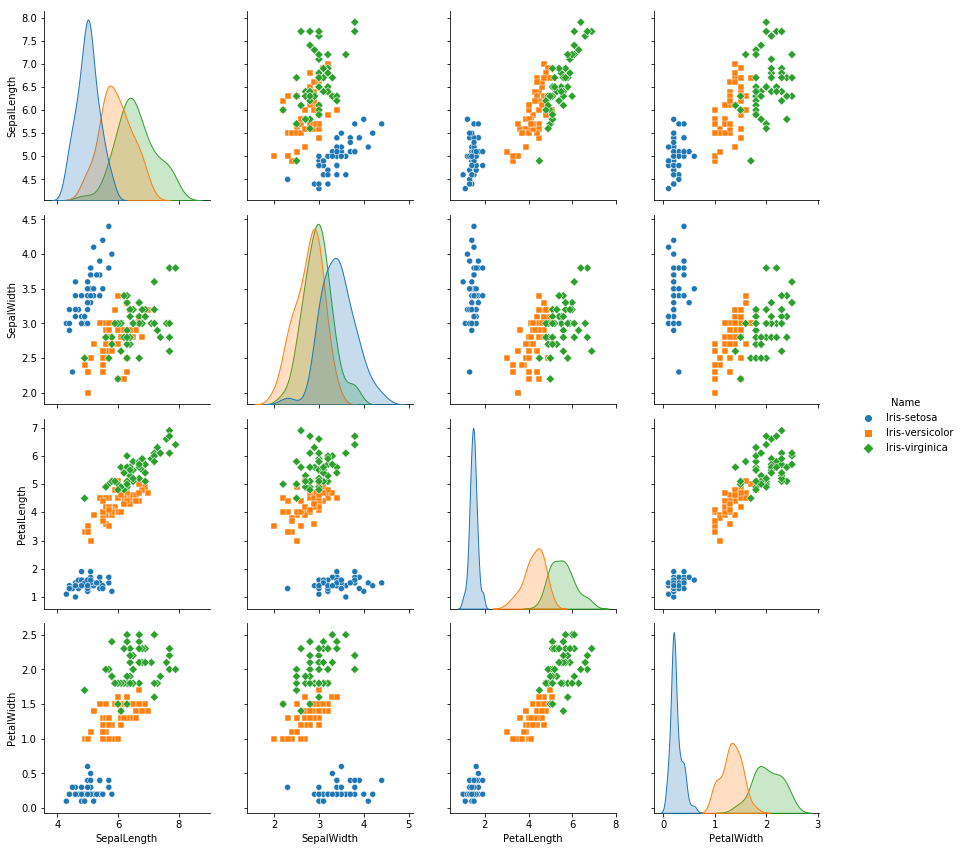 8.0
7.5
7.0
6.5
6.0
5.5
5.0
4.5
SepalLength
4.5
4.0
3.5
3.0
2.5
2.0
SepalWidth
Name
Iris-setosa
Iris-versicolor
Iris-virginica
7
6
5
4
3
2
1
PetalLength
2.5
2.0
1.5
1.0
0.5
0.0
PetalWidth
4 6 8
SepalLength
2 3 4 5
SepalWidth
2 4 6 8
PetalLength
0 1 2 3
PetalWidth